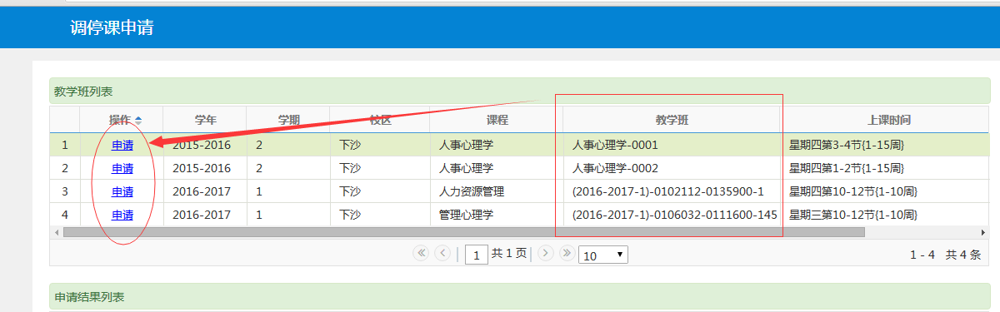 调停课申请
教学班列表
操作 学年 学期 校区 课程 教学班 上课时间
1 申请 2015-2016 2 下沙 人事心理学 人事心理学-0001 星期四第3-4节{1-15周}
2 申请 2015-2016 2 下沙 人事心理学 人事心理学-0002 星期四第1-2节{1-15周}
3 申请 2016-2017 1 下沙 人力资源管理 (2016-2017-1)-0102112-0135900-1 星期四第10-12节{1-10周}
4 申请 2016-2017 1 下沙 管理心理学 (2016-2017-1)-0106032-0111600-145 星期三第10-12节{1-10周}
1 共 1 页 10 1 - 4 共 4 条
申请结果列表